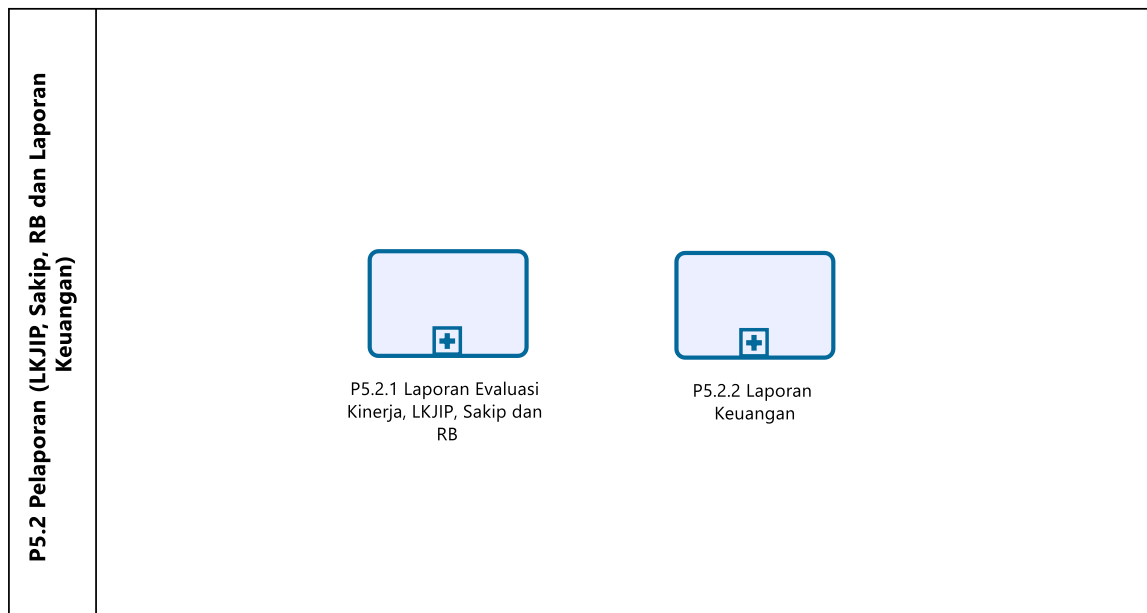 P5.2 Pelaporan (LKJIP, Sakip, RB dan Laporan
Keuangan)
P5.2.1 Laporan Evaluasi
Kinerja, LKJIP, Sakip dan
RB
P5.2.2 Laporan
Keuangan